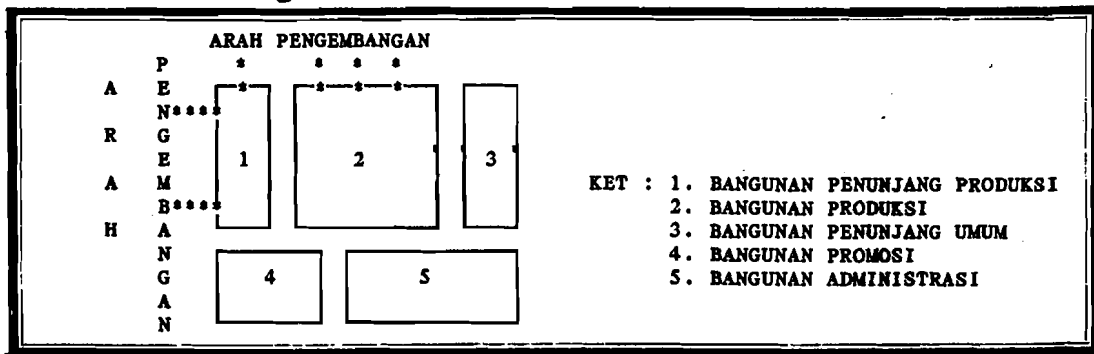 ARAH PENGEMBANGAN
ARAH
PENGEMBANGAN
1
2
3
4
5
KET : 1. BANGUNAN PENUNJANG PRODUKSI
2. BANGUNAN PRODUKSI
3. BANGUNAN PENUNJANG UMUM
4. BANGUNAN PROMOSI
5. BANGUNAN ADMINISTRASI